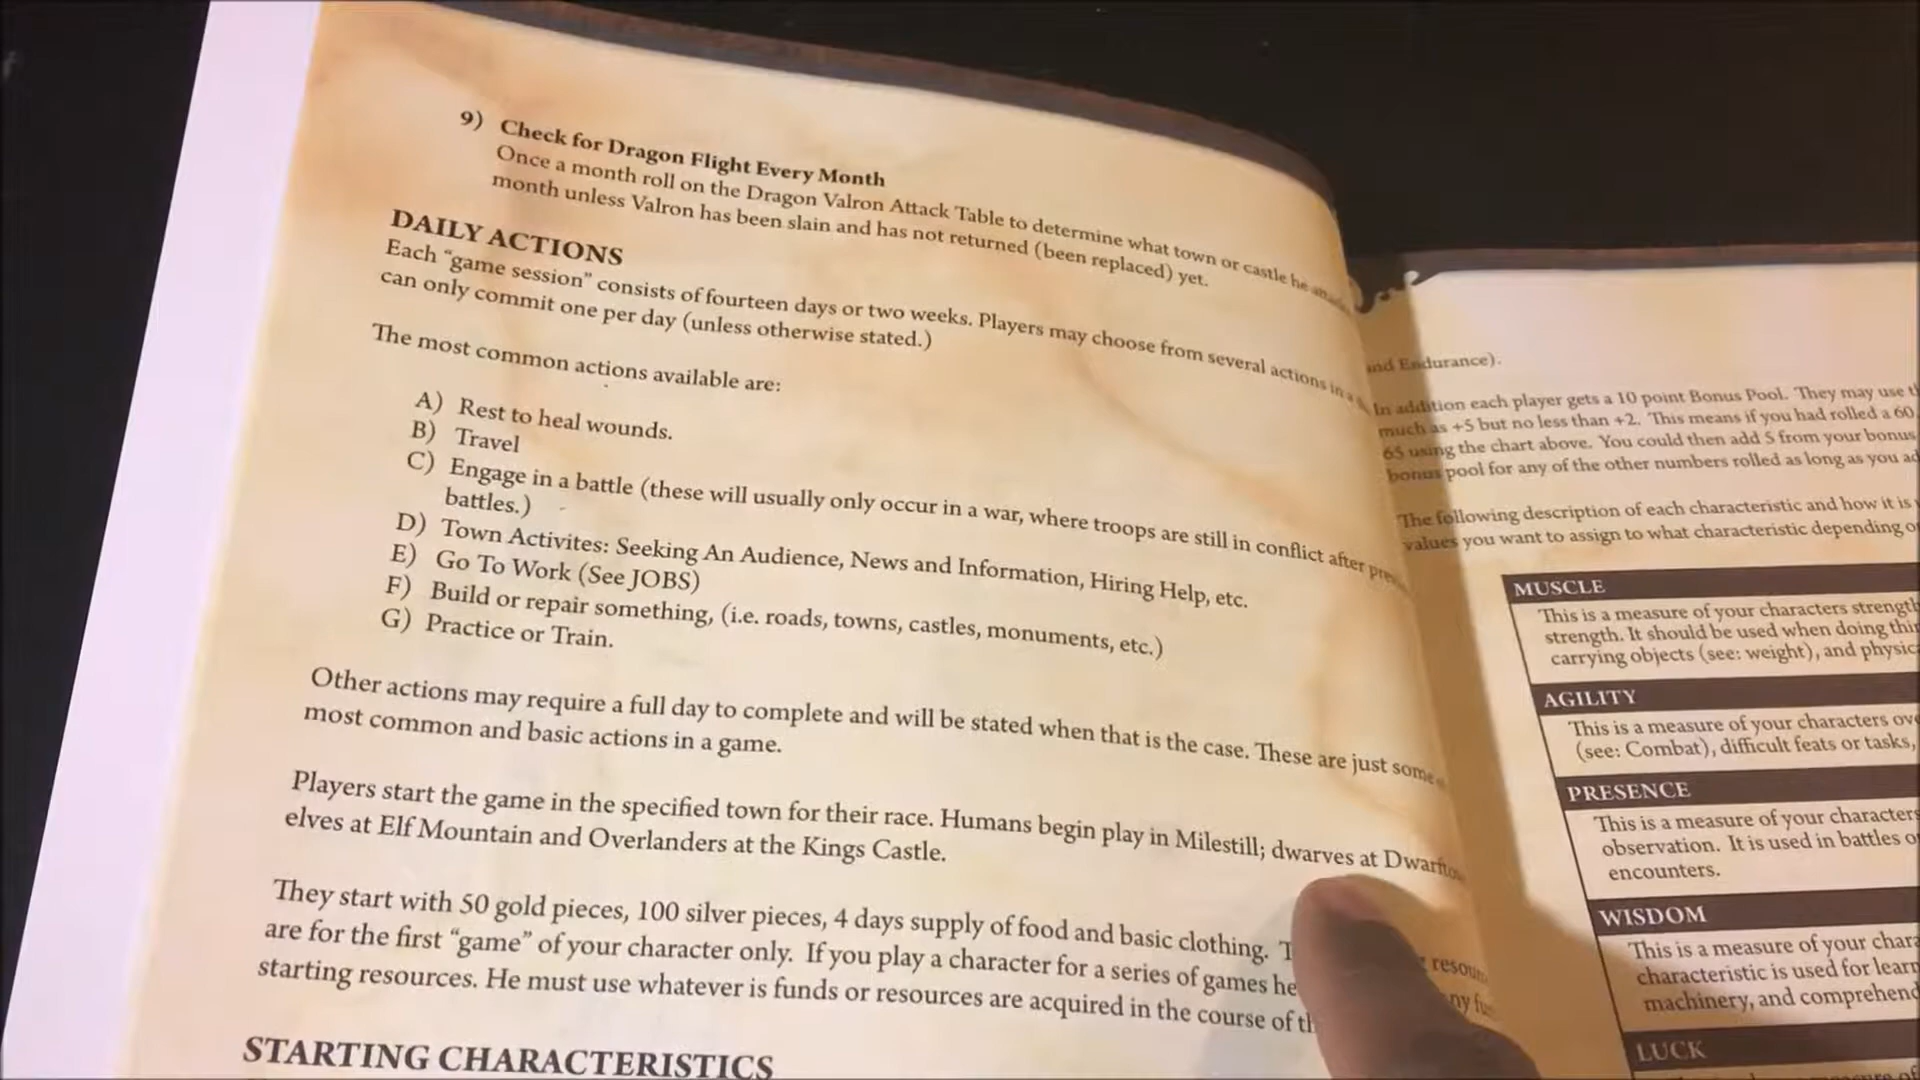 9) Check for Dragon Flight Every Month
Once a month roll on the Dragon Valron Attack Table to determine what town or castle he
month unless Valron has been slain and has not returned (been replaced) yet.
DAILY ACTIONS
Each “game session” consists of fourteen days or two weeks. Players may choose from several actions in a
can only commit one per day (unless otherwise stated.)
The most common actions available are:
A) Rest to heal wounds.
B) Travel
C) Engage in a battle (these will usually only occur in a war, where troops are still in conflict after
battles.)
D) Town Activites: Seeking An Audience, News and Information, Hiring Help, etc.
E) Go To Work (See JOBS)
F) Build or repair something, (i.e. roads, towns, castles, monuments, etc.)
G) Practice or Train.
Other actions may require a full day to complete and will be stated when that is the case. These are just some
most common and basic actions in a game.
Players start the game in the specified town for their race. Humans begin play in Milestill; dwarves at
elves at Elf Mountain and Overlanders at the Kings Castle.
They start with 50 gold pieces, 100 silver pieces, 4 days supply of food and basic clothing.
are for the first “game” of your character only. If you play a character for a series of games he
starting resources. He must use whatever is funds or resources are acquired in the course of
STARTING CHARACTERISTICS
and Endurance).
In addition each player gets a 10 point Bonus Pool. They may use
much as +5 but no less than +2. This means if you had rolled a 60
65 using the chart above. You could then add 5 from your bonus
bonus pool for any of the other numbers rolled as long as you
The following description of each characteristic and how it is
values you want to assign to what characteristic depending
MUSCLE
This is a measure of your characters
strength. It should be used when doing
carrying objects (see: weight), and
AGILITY
This is a measure of your characters
(see: Combat), difficult feats or tasks,
PRESENCE
This is a measure of your characters
observation. It is used in battles
encounters.
WISDOM
This is a measure of your
characteristic is used for
machinery, and
LUCK